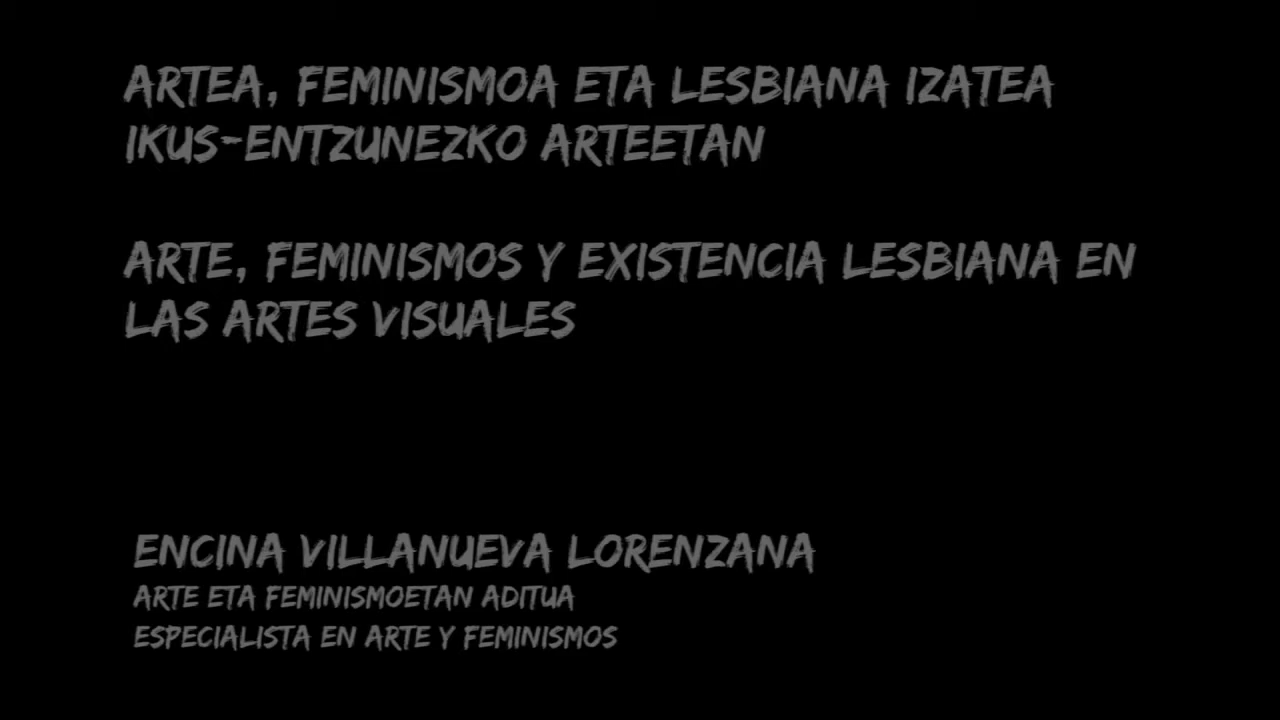 ARTEA, FEMINISMOA ETA LESBIANA IZATEA
IKUS-ENTZUNEZKO ARTEETAN
ARTE, FEMINISMOS Y EXISTENCIA LESBIANA EN
LAS ARTES VISUALES
ENCINA VILLANUEVA LORENZANA
ARTE ETA FEMINISMOETAN ADITUA
ESPECIALISTA EN ARTE Y FEMINISMOS